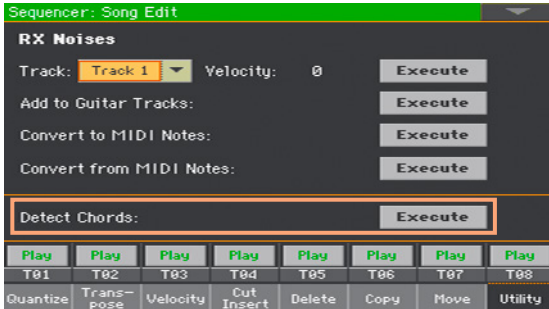 Sequencer: Song Edit
RX Noises
Track: Track 1 Velocity: 0 Execute
Add to Guitar Tracks: Execute
Convert to MIDI Notes: Execute
Convert from MIDI Notes: Execute
Detect Chords: Execute
Play Play Play Play Play Play Play Play
T01 T02 T03 T04 T05 T06 T07 T08
Quantize Trans-pose Velocity Cut Insert Delete Copy Move Utility